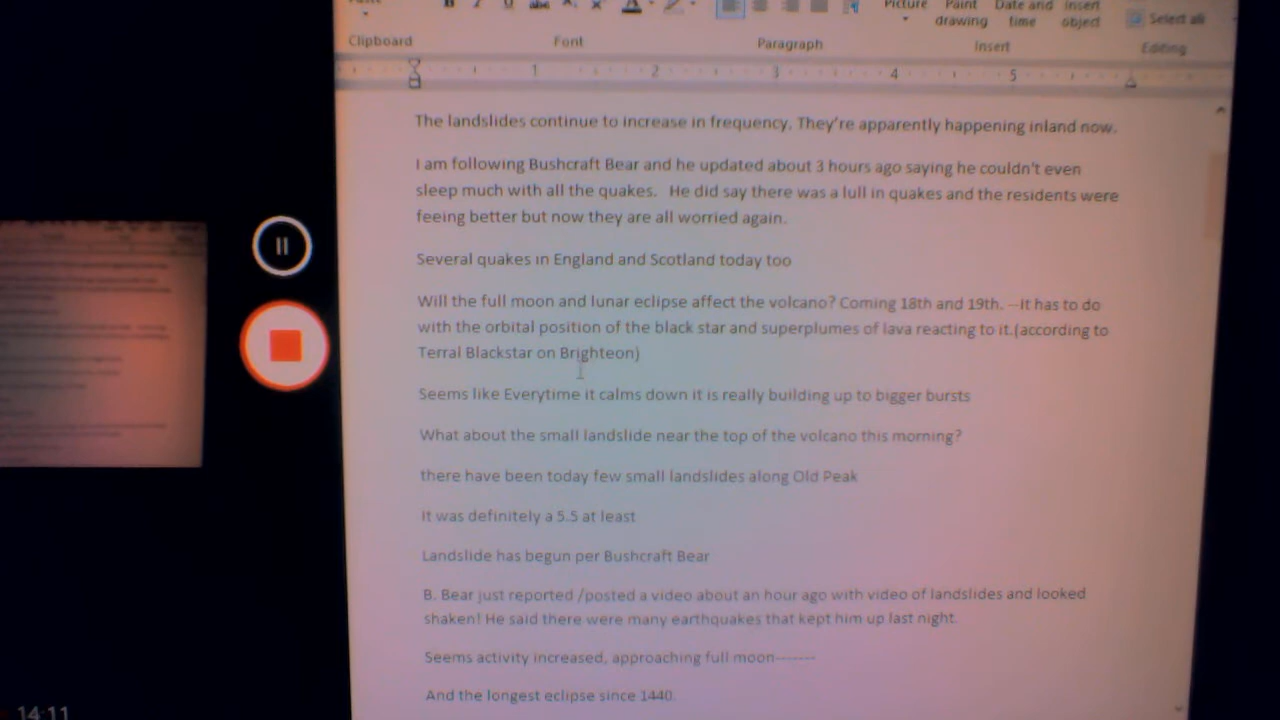 Picture Paint Date and Insert
drawing time object Select all
Clipboard Font Paragraph Insert Editing
1 2 3 4 5
The landslides continue to increase in frequency. They're apparently happening inland now.
I am following Bushcraft Bear and he updated about 3 hours ago saying he couldn't even
sleep much with all the quakes. He did say there was a lull in quakes and the residents were
feeing better but now they are all worried again.
Several quakes in England and Scotland today too
Will the full moon and lunar eclipse affect the volcano? Coming 18th and 19th. --It has to do
with the orbital position of the black star and superplumes of lava reacting to it.(according to
Terral Blackstar on Brighteon)
Seems like Everytime it calms down it is really building up to bigger bursts
What about the small landslide near the top of the volcano this morning?
there have been today few small landslides along Old Peak
It was definitely a 5.5 at least
Landslide has begun per Bushcraft Bear
B. Bear just reported /posted a video about an hour ago with video of landslides and looked
shaken! He said there were many earthquakes that kept him up last night.
Seems activity increased, approaching full moon-------
And the longest eclipse since 1440.
14:11